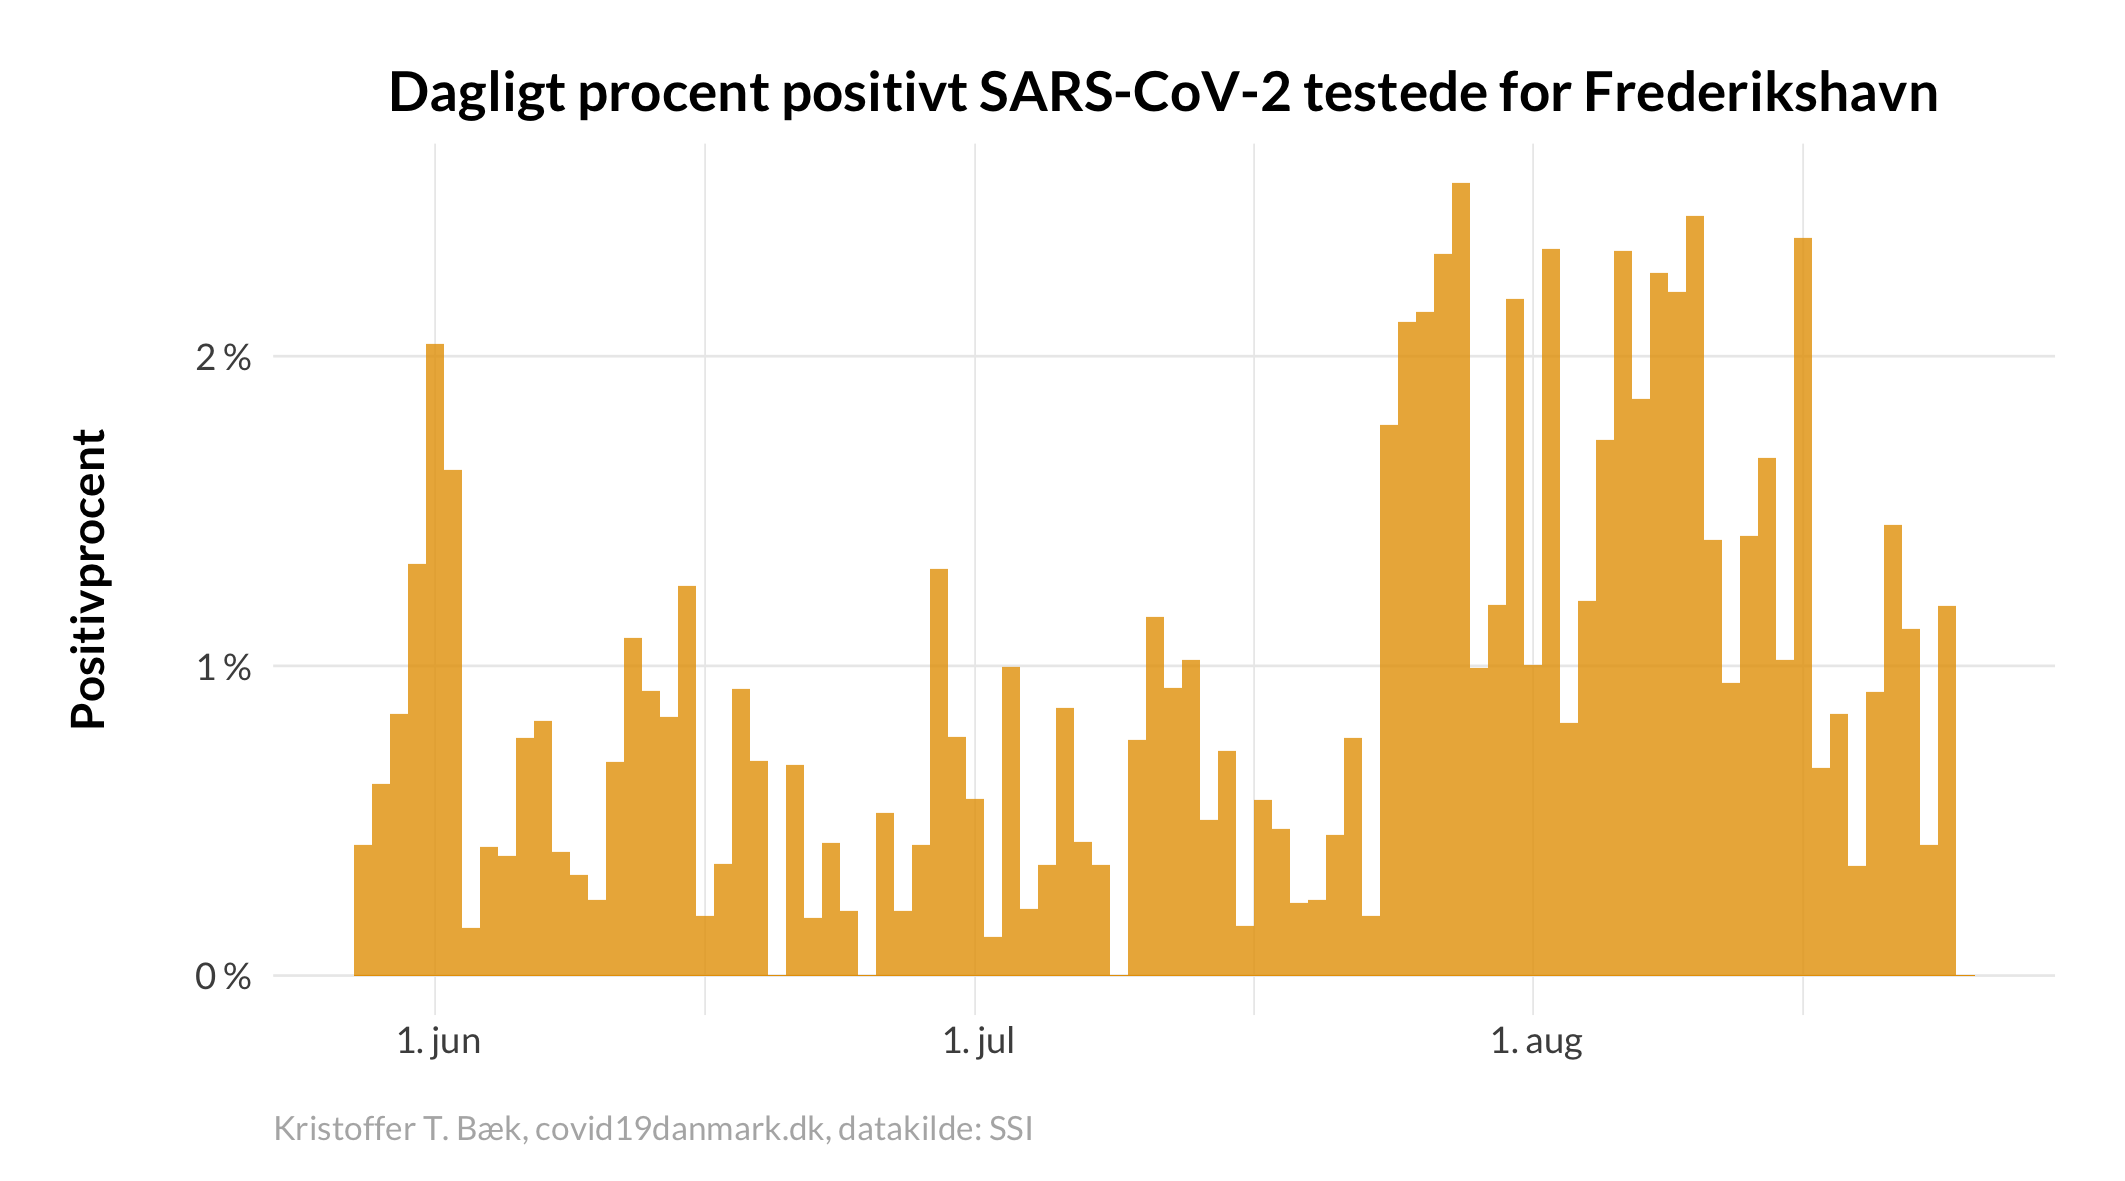 Dagligt procent positivt SARS-CoV-2 testede for Frederikshavn
Positivprocent
2 %
1 %
0 %
1. jun
1. jul
1. aug
Kristoffer T. Bæk, covid19danmark.dk, datakilde: SSI